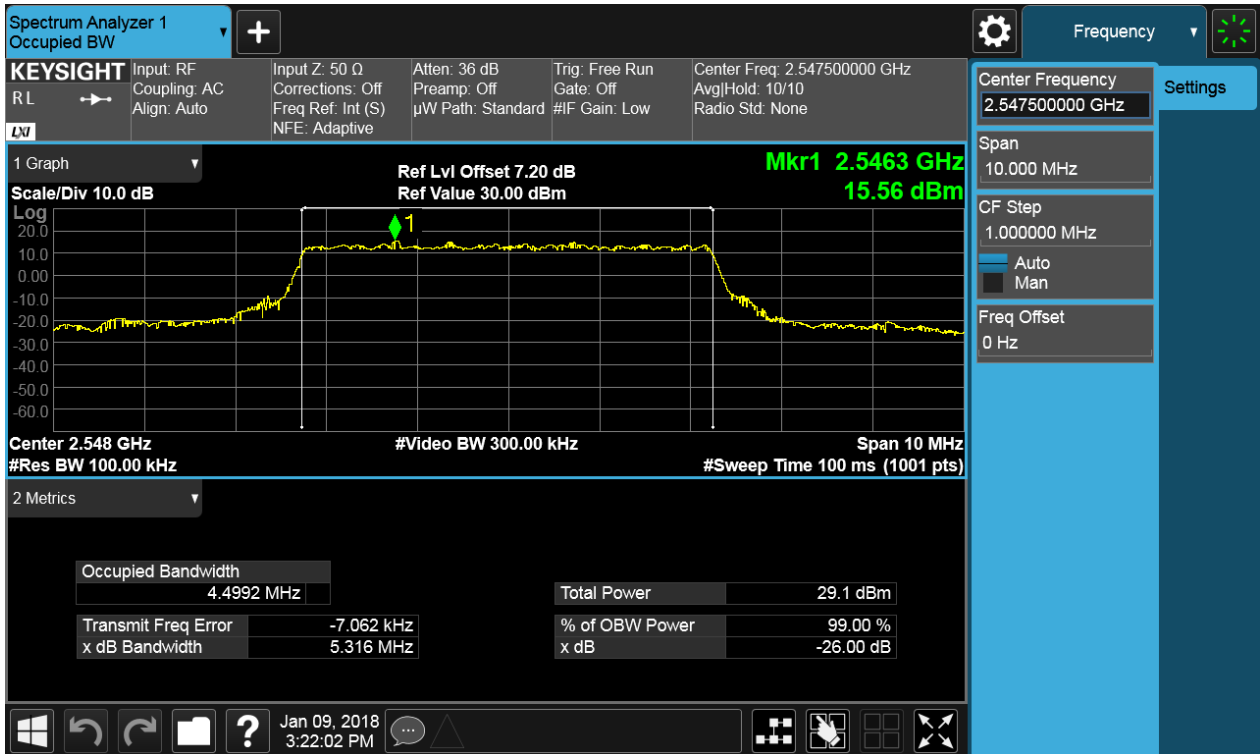 Spectrum Analyzer 1
Occupied BW
+
Frequency
KEYSIGHT
RL
LXI
Input: RF
Coupling: AC
Align: Auto
Input Z: 50 Ω
Corrections: Off
Freq Ref: Int (S)
NFE: Adaptive
Atten: 36 dB
Preamp: Off
µW Path: Standard
Trig: Free Run
Gate: Off
#IF Gain: Low
Center Freq: 2.547500000 GHz
Avg|Hold: 10/10
Radio Std: None
Center Frequency
2.547500000 GHz
Settings
Span
10.000 MHz
CF Step
1.000000 MHz
Auto
Man
Freq Offset
0 Hz
1 Graph
Scale/Div 10.0 dB
Ref Lvl Offset 7.20 dB
Ref Value 30.00 dBm
Mkr1 2.5463 GHz
15.56 dBm
Log
1
20.0
10.0
0.00
-10.0
-20.0
-30.0
-40.0
-50.0
-60.0
Center 2.548 GHz
#Video BW 300.00 kHz
Span 10 MHz
#Res BW 100.00 kHz
#Sweep Time 100 ms (1001 pts)
2 Metrics
Occupied Bandwidth
4.4992 MHz
Total Power 29.1 dBm
Transmit Freq Error -7.062 kHz
% of OBW Power 99.00 %
x dB Bandwidth 5.316 MHz
x dB -26.00 dB
?
Jan 09, 2018
3:22:02 PM